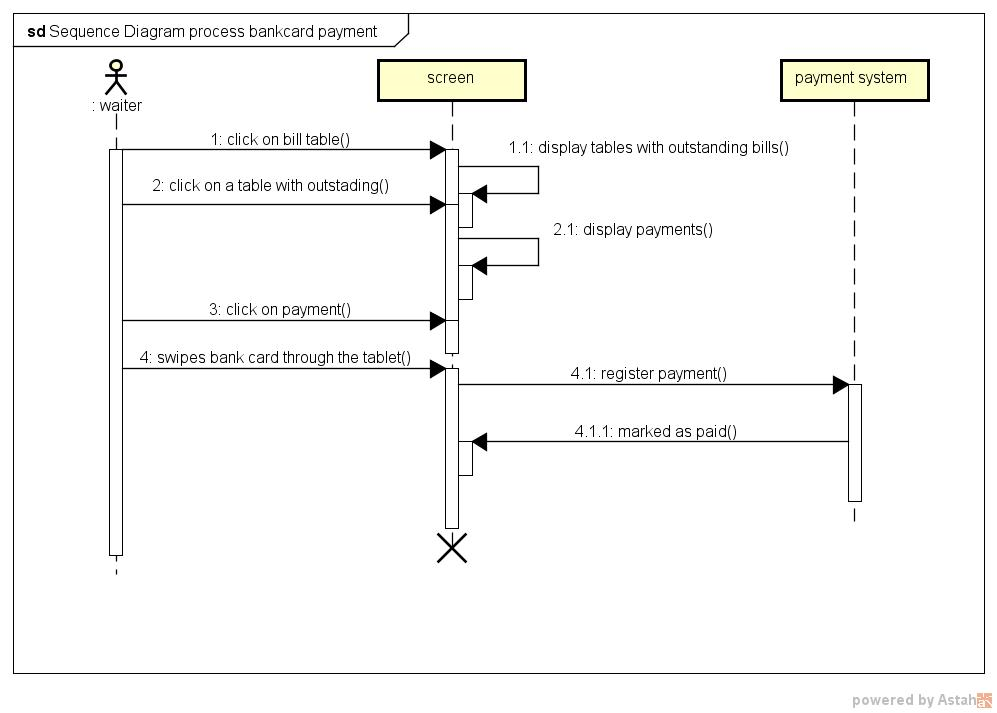 sd Sequence Diagram process bankcard payment
: waiter
screen
payment system
1: click on bill table()
1.1: display tables with outstanding bills()
2: click on a table with outstading()
2.1: display payments()
3: click on payment()
4: swipes bank card through the tablet()
4.1: register payment()
4.1.1: marked as paid()
powered by Astah